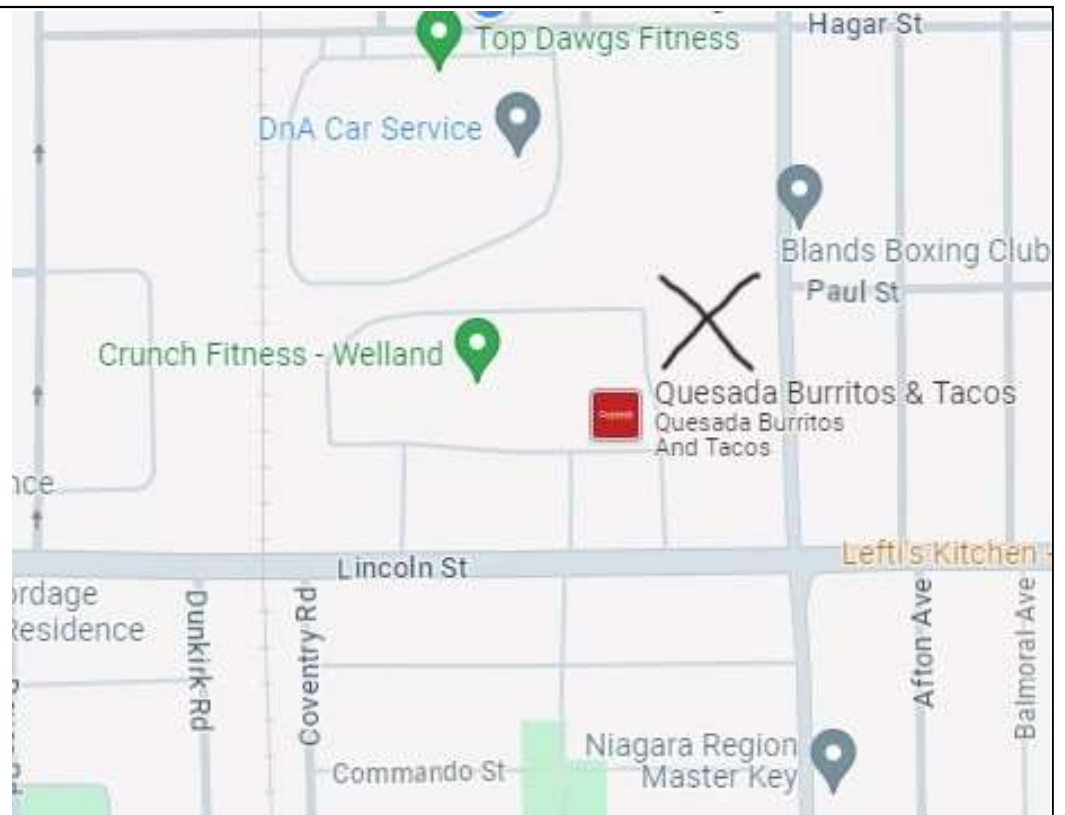 Hagar St
Top Dawgs Fitness
DnA Car Service
Blands Boxing Club
Paul St
Crunch Fitness - Welland
Quesada Burritos & Tacos
Quesada Burritos
And Tacos
nce
Lincoln St
Lefti's Kitchen -
ordage
Residence
Dunkirk Rd
Coventry Rd
Afton Ave
Balmoral Ave
Niagara Region
Master Key
Commando St